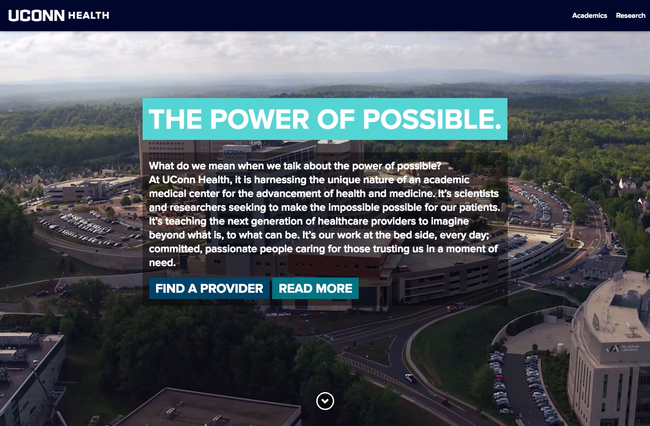 UCONN HEALTH
Academics Research
THE POWER OF POSSIBLE.
What do we mean when we talk about the power of possible?
At UConn Health, it is harnessing the unique nature of an academic
medical center for the advancement of health and medicine. It's scientists
and researchers seeking to make the impossible possible for our patients.
It's teaching the next generation of healthcare providers to imagine
beyond what is, to what can be. It's our work at the bed side, every day;
committed, passionate people caring for those trusting us in a moment of
need.
FIND A PROVIDER READ MORE